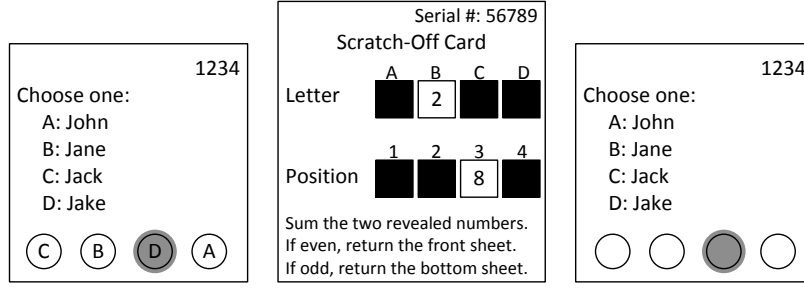 1234
Choose one:
A: John
B: Jane
C: Jack
D: Jake
C B D A
Serial #: 56789
Scratch-Off Card
A B C D
Letter 2
1 2 3 4
Position 8
Sum the two revealed numbers.
If even, return the front sheet.
If odd, return the bottom sheet.
1234
Choose one:
A: John
B: Jane
C: Jack
D: Jake